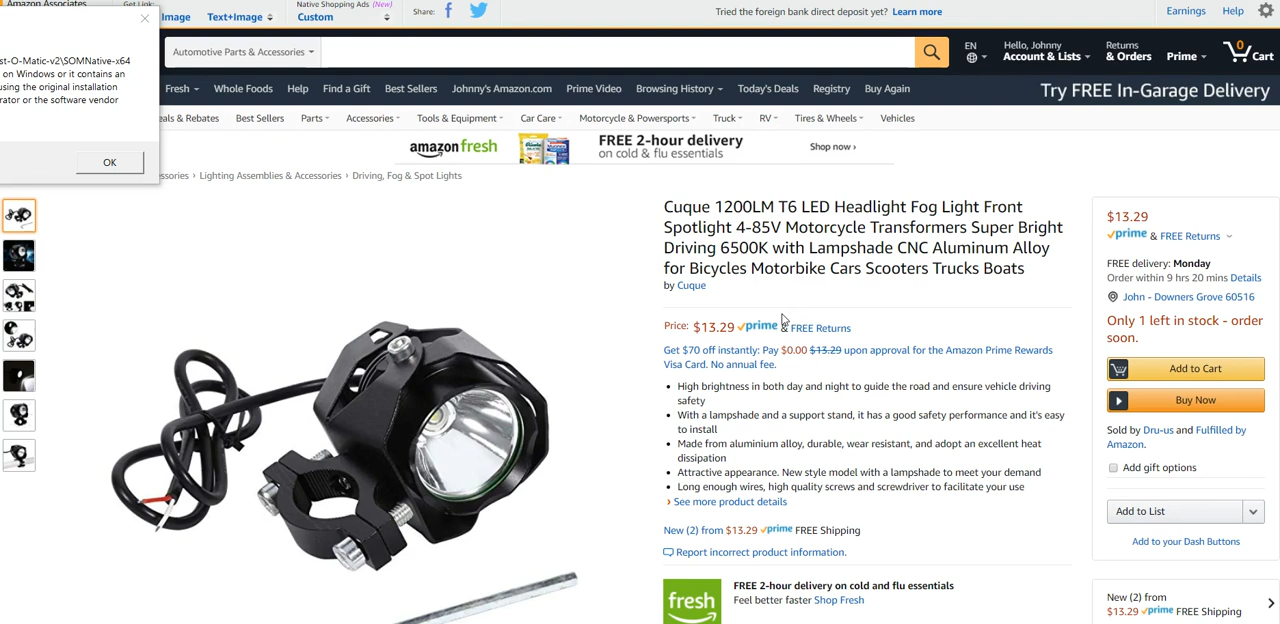 Amazon Associates
Get Link:
Image
Text+Image
Native Shopping Ads (New)
Custom
Share:
Tried the foreign bank direct deposit yet? Learn more
Earnings
Help
st-O-Matic-v2\SOMNative-x64
on Windows or it contains an
using the original installation
rator or the software vendor
OK
Automotive Parts & Accessories
EN
Hello, Johnny
Account & Lists
Returns
& Orders
Prime
0
Cart
Fresh
Whole Foods
Help
Find a Gift
Best Sellers
Johnny's Amazon.com
Prime Video
Browsing History
Today's Deals
Registry
Buy Again
Try FREE In-Garage Delivery
eals & Rebates
Best Sellers
Parts
Accessories
Tools & Equipment
Car Care
Motorcycle & Powersports
Truck
RV
Tires & Wheels
Vehicles
amazon fresh
FREE 2-hour delivery
on cold & flu essentials
Shop now ›
essories › Lighting Assemblies & Accessories › Driving, Fog & Spot Lights
Cuque 1200LM T6 LED Headlight Fog Light Front
Spotlight 4-85V Motorcycle Transformers Super Bright
Driving 6500K with Lampshade CNC Aluminum Alloy
for Bicycles Motorbike Cars Scooters Trucks Boats
by Cuque
Price: $13.29 prime & FREE Returns
Get $70 off instantly: Pay $0.00 $13.29 upon approval for the Amazon Prime Rewards
Visa Card. No annual fee.
• High brightness in both day and night to guide the road and ensure vehicle driving
safety
• With a lampshade and a support stand, it has a good safety performance and it's easy
to install
• Made from aluminium alloy, durable, wear resistant, and adopt an excellent heat
dissipation
• Attractive appearance. New style model with a lampshade to meet your demand
• Long enough wires, high quality screws and screwdriver to facilitate your use
› See more product details
New (2) from $13.29 prime FREE Shipping
Report incorrect product information.
fresh
FREE 2-hour delivery on cold and flu essentials
Feel better faster Shop Fresh
$13.29
prime & FREE Returns
FREE delivery: Monday
Order within 9 hrs 20 mins Details
John - Downers Grove 60516
Only 1 left in stock - order
soon.
Add to Cart
Buy Now
Sold by Dru-us and Fulfilled by
Amazon.
Add gift options
Add to List
Add to your Dash Buttons
New (2) from
$13.29 prime FREE Shipping